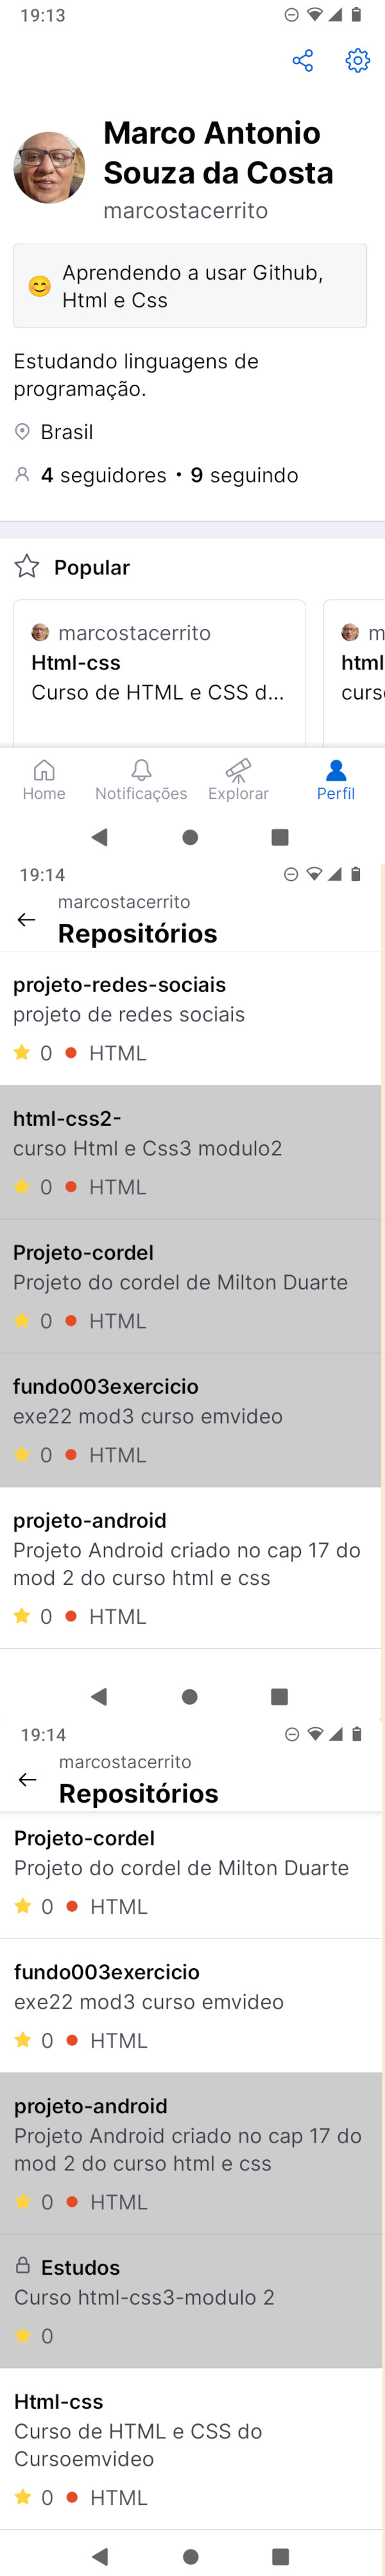 19:13
Marco Antonio
Souza da Costa
marcostacerrito
😊 Aprendendo a usar Github,
Html e Css
Estudando linguagens de
programação.
Brasil
4 seguidores • 9 seguindo
Popular
marcostacerrito
Html-css
Curso de HTML e CSS d...
m
html
curs
Home
Notificações
Explorar
Perfil
19:14
marcostacerrito
Repositórios
projeto-redes-sociais
projeto de redes sociais
0 HTML
html-css2-
curso Html e Css3 modulo2
0 HTML
Projeto-cordel
Projeto do cordel de Milton Duarte
0 HTML
fundo003exercicio
exe22 mod3 curso emvideo
0 HTML
projeto-android
Projeto Android criado no cap 17 do
mod 2 do curso html e css
0 HTML
19:14
marcostacerrito
Repositórios
Projeto-cordel
Projeto do cordel de Milton Duarte
0 HTML
fundo003exercicio
exe22 mod3 curso emvideo
0 HTML
projeto-android
Projeto Android criado no cap 17 do
mod 2 do curso html e css
0 HTML
Estudos
Curso html-css3-modulo 2
0
Html-css
Curso de HTML e CSS do
Cursoemvideo
0 HTML